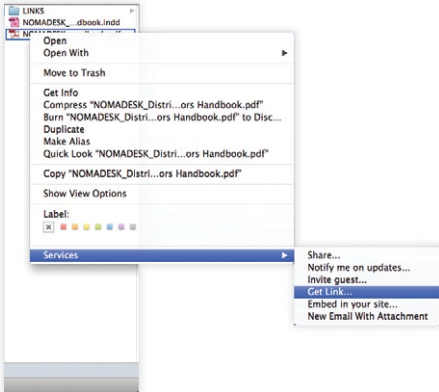 LINKS
NOMADESK_...dbook.indd
Open
Open With
Move to Trash
Get Info
Compress “NOMADESK_Distri...ors Handbook.pdf”
Burn “NOMADESK_Distri...ors Handbook.pdf” to Disc...
Duplicate
Make Alias
Quick Look “NOMADESK_Distri...ors Handbook.pdf”
Copy “NOMADESK_Distri...ors Handbook.pdf”
Show View Options
Label:
Services
Share...
Notify me on updates...
Invite guest...
Get Link...
Embed in your site...
New Email With Attachment